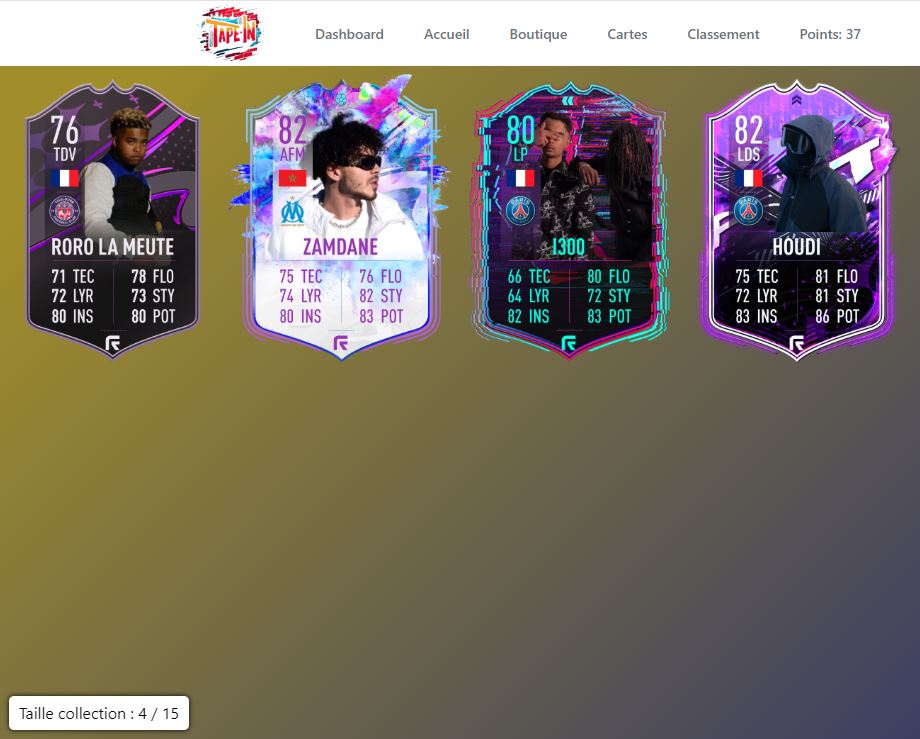 TAPE IN
Dashboard
Accueil
Boutique
Cartes
Classement
Points: 37
76
TDV
RORO LA MEUTE
71 TEC 78 FLO
72 LYR 73 STY
80 INS 80 POT
82
AFM
ZAMDANE
75 TEC 76 FLO
74 LYR 82 STY
80 INS 83 POT
80
LP
PARIS
1300
66 TEC 80 FLO
64 LYR 72 STY
82 INS 83 POT
82
LDS
PARIS
HOUDI
75 TEC 81 FLO
72 LYR 81 STY
83 INS 86 POT
Taille collection : 4 / 15